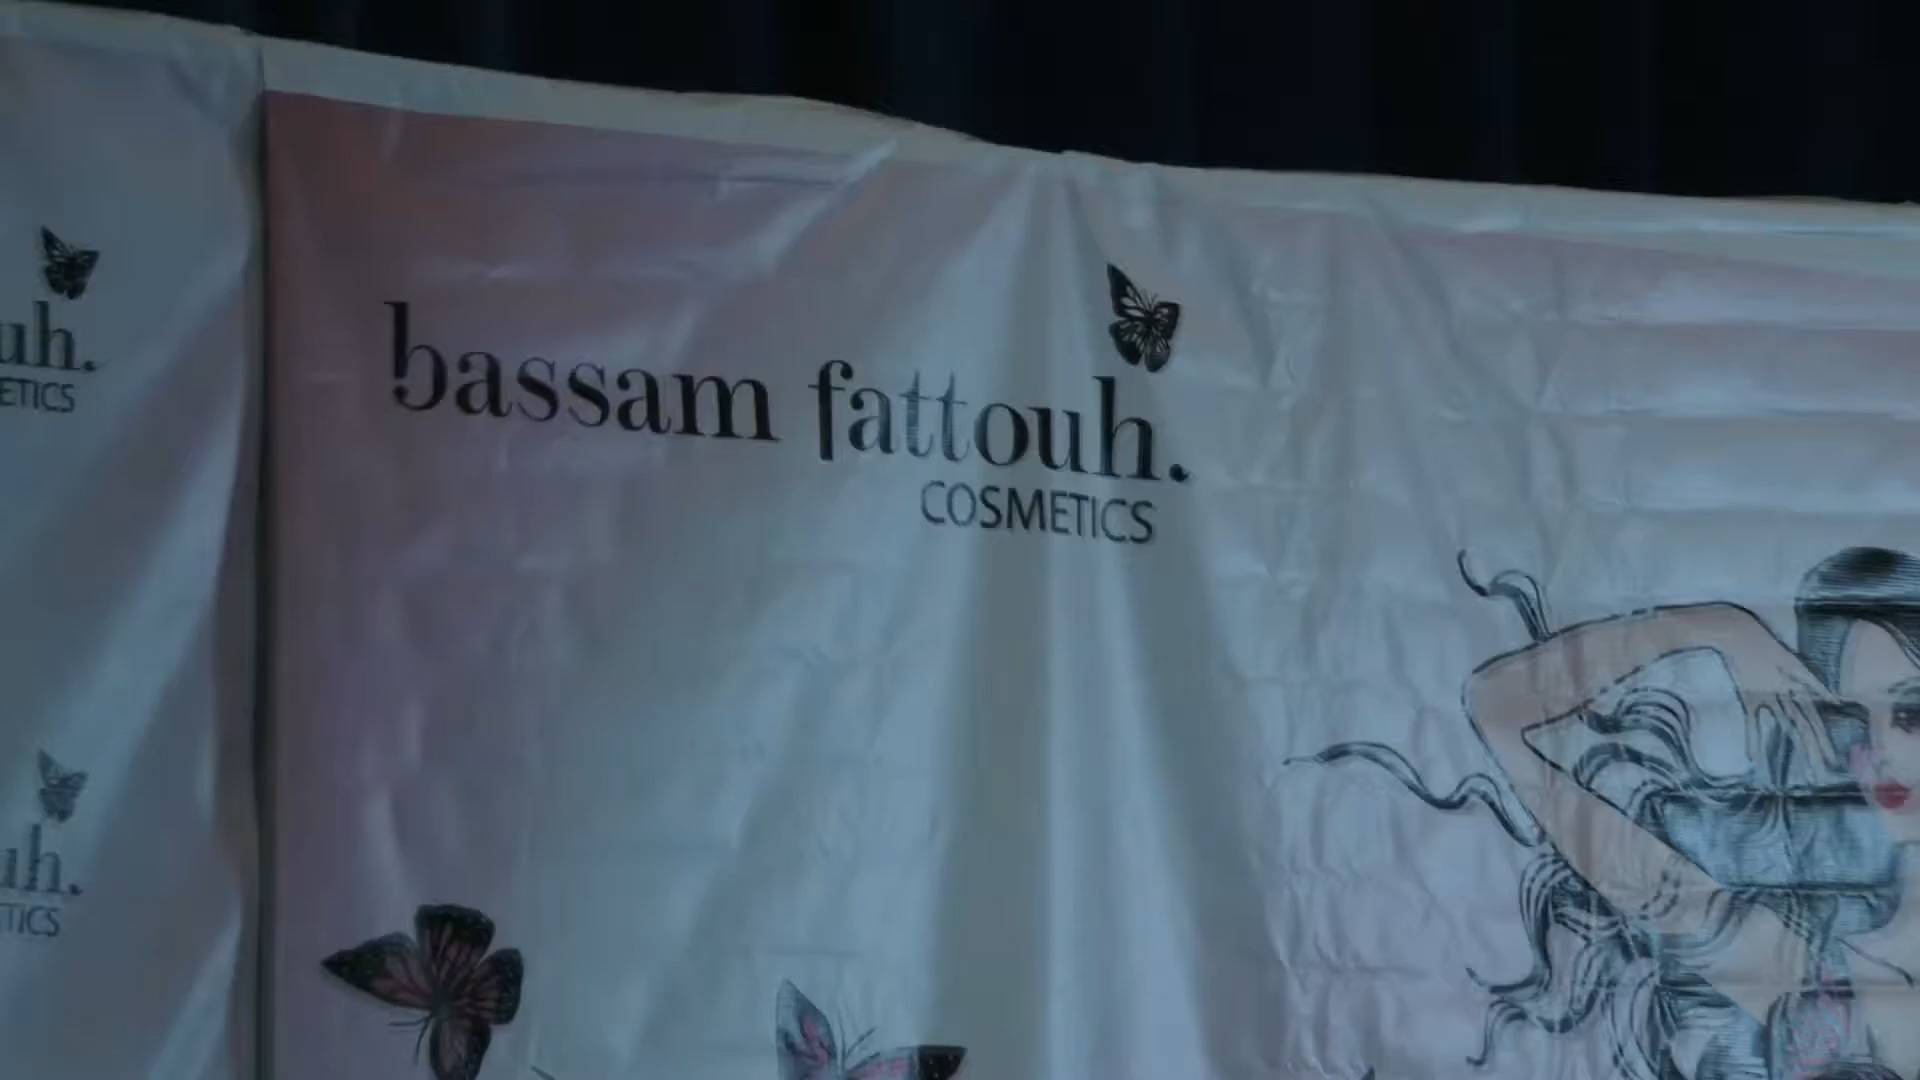 uh.
ETICS
bassam fattouh.
COSMETICS
uh.
TICS